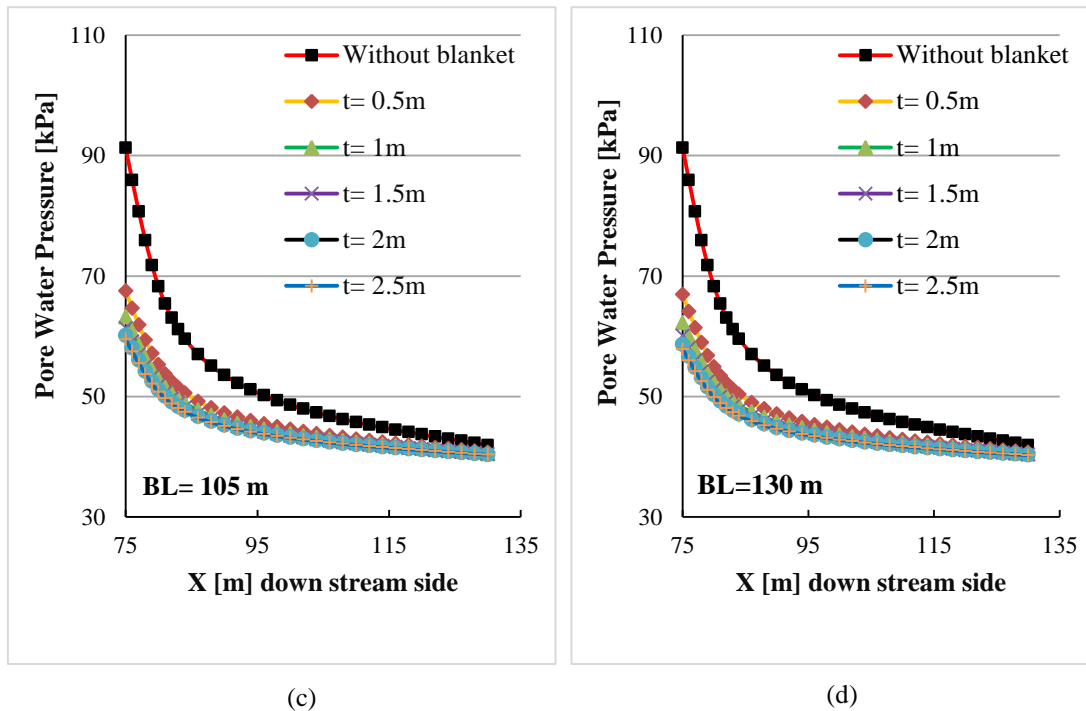 110
90
70
50
30
75
95
115
135
Pore Water Pressure [kPa]
X [m] down stream side
Without blanket
t= 0.5m
t= 1m
t= 1.5m
t= 2m
t= 2.5m
BL= 105 m
(c)
110
90
70
50
30
75
95
115
135
Pore Water Pressure [kPa]
X [m] down stream side
Without blanket
t= 0.5m
t= 1m
t= 1.5m
t= 2m
t= 2.5m
BL=130 m
(d)